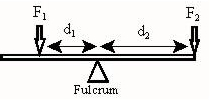 F₁ F₂
d₁ d₂
Fulcrum